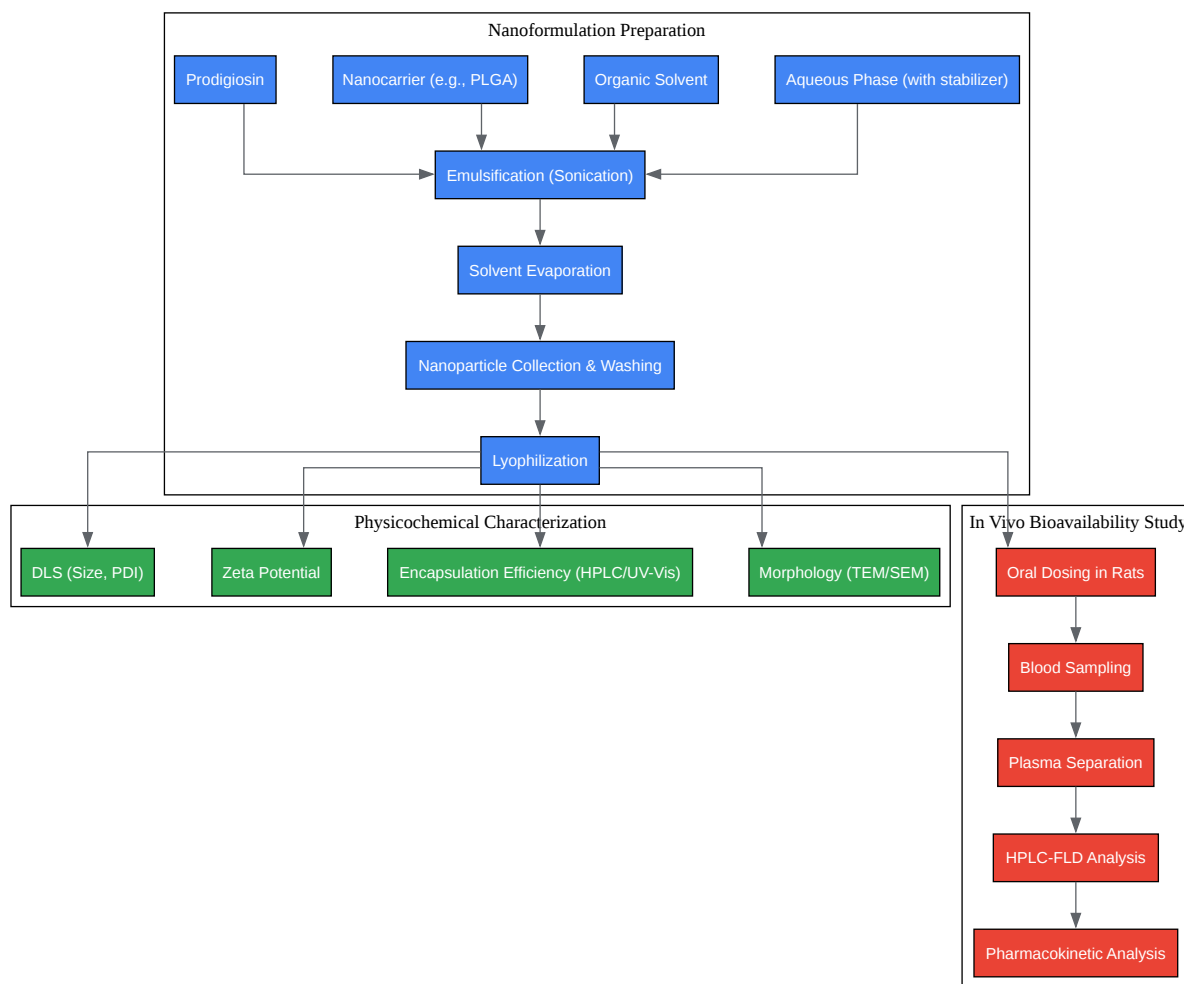 Nanoformulation Preparation
Prodigiosin
Nanocarrier (e.g., PLGA)
Organic Solvent
Aqueous Phase (with stabilizer)
Emulsification (Sonication)
Solvent Evaporation
Nanoparticle Collection & Washing
Lyophilization
Physicochemical Characterization
DLS (Size, PDI)
Zeta Potential
Encapsulation Efficiency (HPLC/UV-Vis)
Morphology (TEM/SEM)
In Vivo Bioavailability Study
Oral Dosing in Rats
Blood Sampling
Plasma Separation
HPLC-FLD Analysis
Pharmacokinetic Analysis